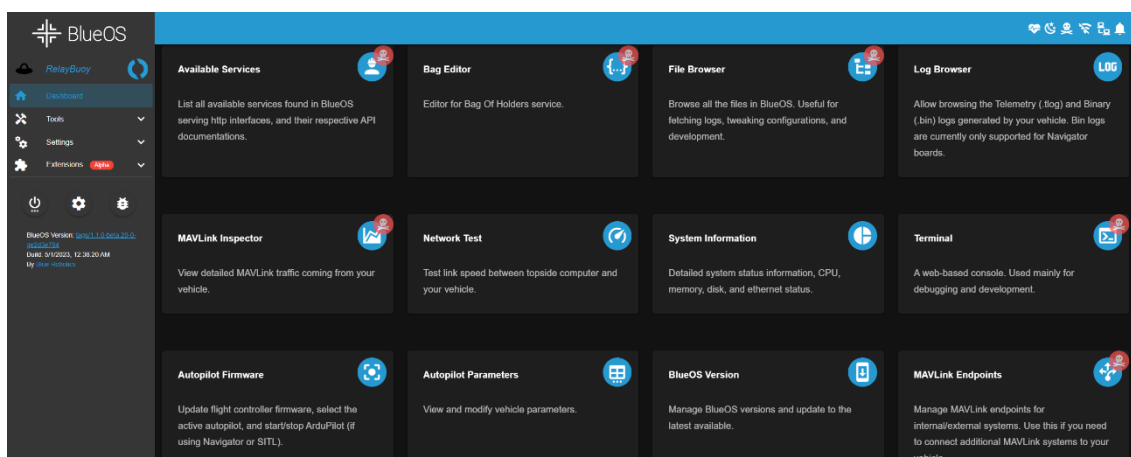 BlueOS
RelayBuoy
Dashboard
Tools
Settings
Extensions Alpha
BlueOS Version: tags/1.1.0-beta.20-0-
Build: 5/1/2023, 12:38:20 AM
By Blue Robotics
Available Services
List all available services found in BlueOS
serving http interfaces, and their respective API
documentations.
Bag Editor
{...}
Editor for Bag Of Holders service.
File Browser
Browse all the files in BlueOS. Useful for
fetching logs, tweaking configurations, and
development.
Log Browser
LOG
Allow browsing the Telemetry (.tlog) and Binary
(.bin) logs generated by your vehicle. Bin logs
are currently only supported for Navigator
boards.
MAVLink Inspector
View detailed MAVLink traffic coming from your
vehicle.
Network Test
Test link speed between topside computer and
your vehicle.
System Information
Detailed system status information, CPU,
memory, disk, and ethernet status.
Terminal
A web-based console. Used mainly for
debugging and development.
Autopilot Firmware
Update flight controller firmware, select the
active autopilot, and start/stop ArduPilot (if
using Navigator or SITL).
Autopilot Parameters
View and modify vehicle parameters.
BlueOS Version
Manage BlueOS versions and update to the
latest available.
MAVLink Endpoints
Manage MAVLink endpoints for
internal/external systems. Use this if you need
to connect additional MAVLink systems to your